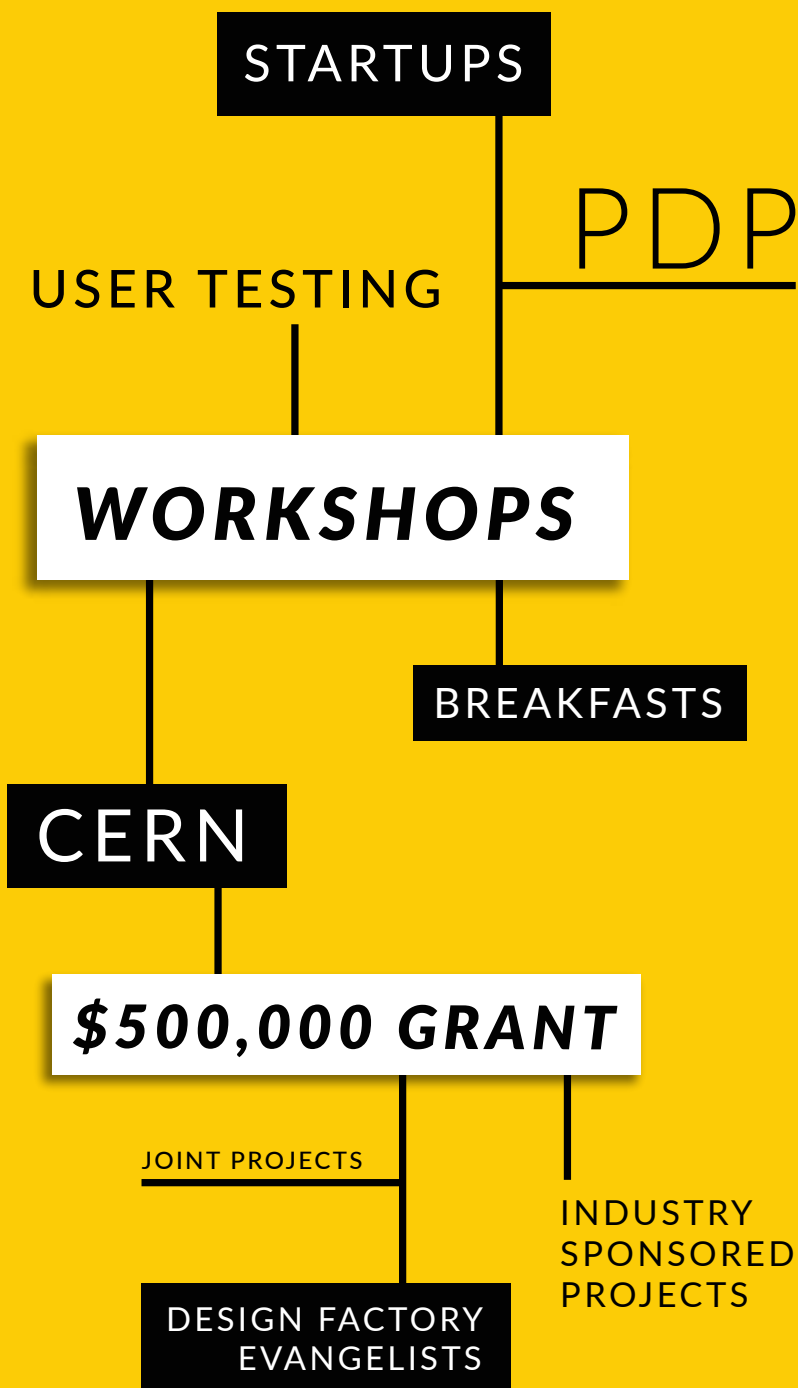 STARTUPS
PDP
USER TESTING
WORKSHOPS
BREAKFASTS
CERN
$500,000 GRANT
JOINT PROJECTS
INDUSTRY
SPONSORED
PROJECTS
DESIGN FACTORY
EVANGELISTS